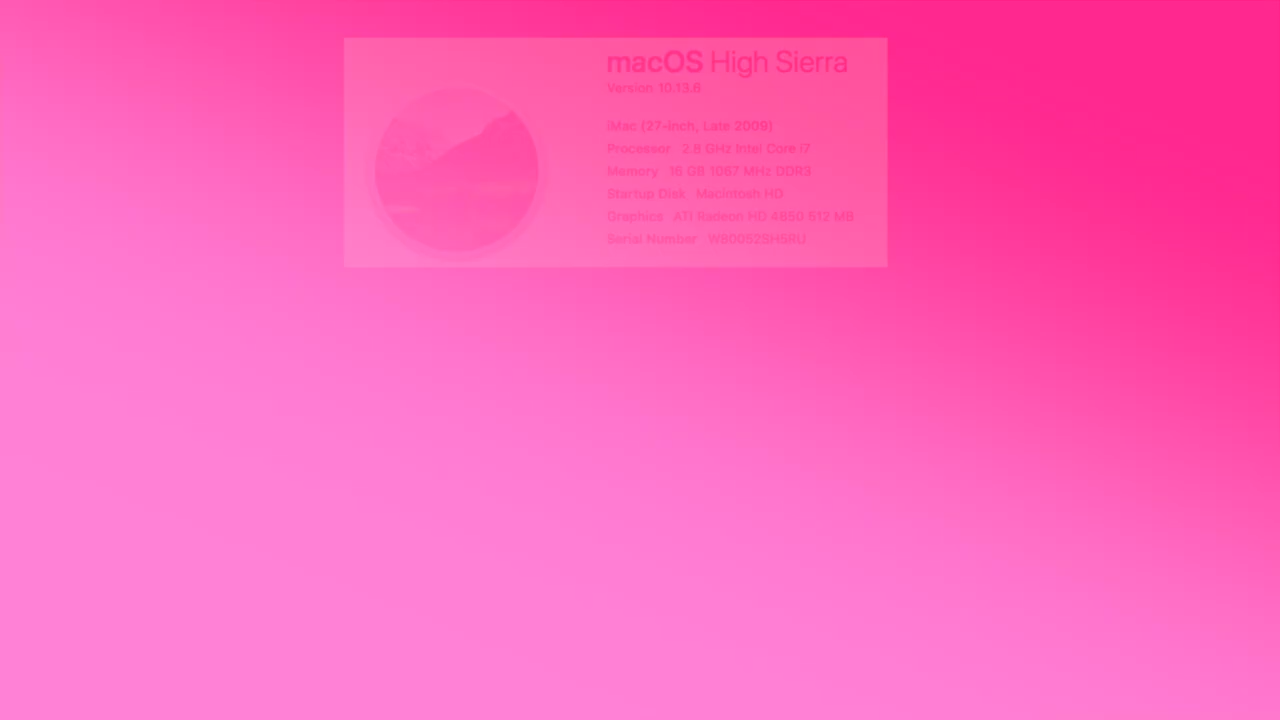 macOS High Sierra
Version 10.13.6
iMac (27-inch, Late 2009)
Processor 2.8 GHz Intel Core i7
Memory 16 GB 1067 MHz DDR3
Startup Disk Macintosh HD
Graphics ATI Radeon HD 4850 512 MB
Serial Number